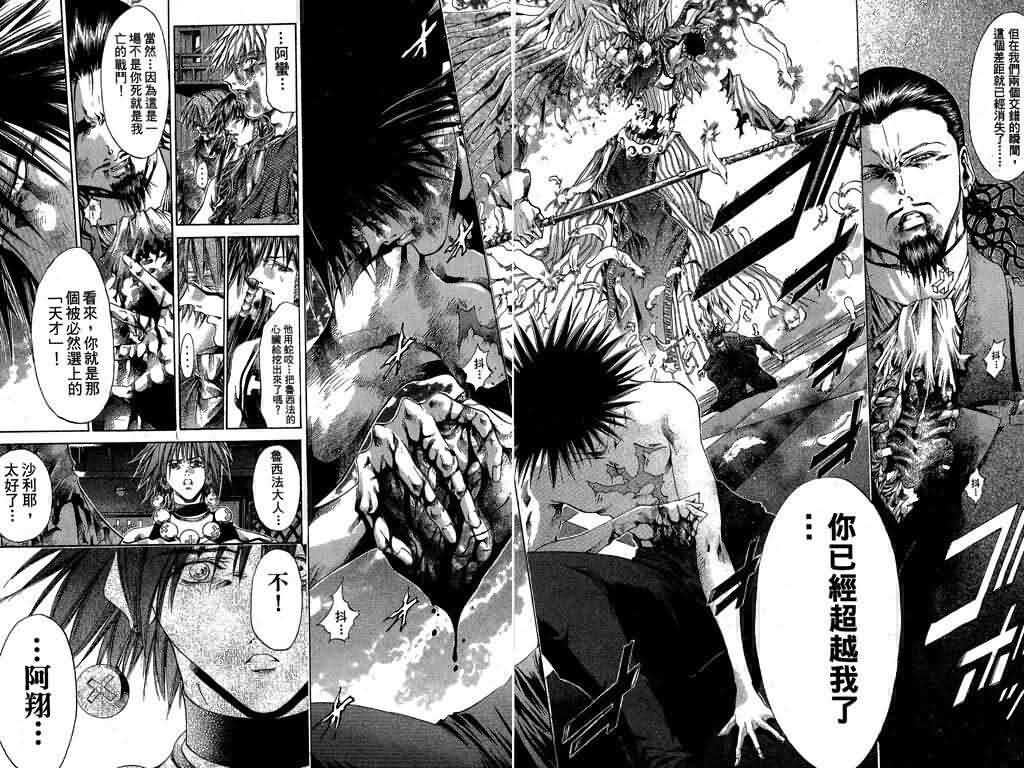 但在我們兩個交錯的瞬間，
這個差距就已經消失了……
抖…
抖…
你已經超越我了
…
抖…
抖…
…阿蠻…
…
他用蛇咬…把魯西法的
心臟給挖出來了嗎？
…
當然…因為這是一
場不是你死就是我
亡的戰鬥！
看來，你就是那
個被必然選上的
「天才」！
魯西法大人…
沙利耶，
太好了…
不！
…阿翔…